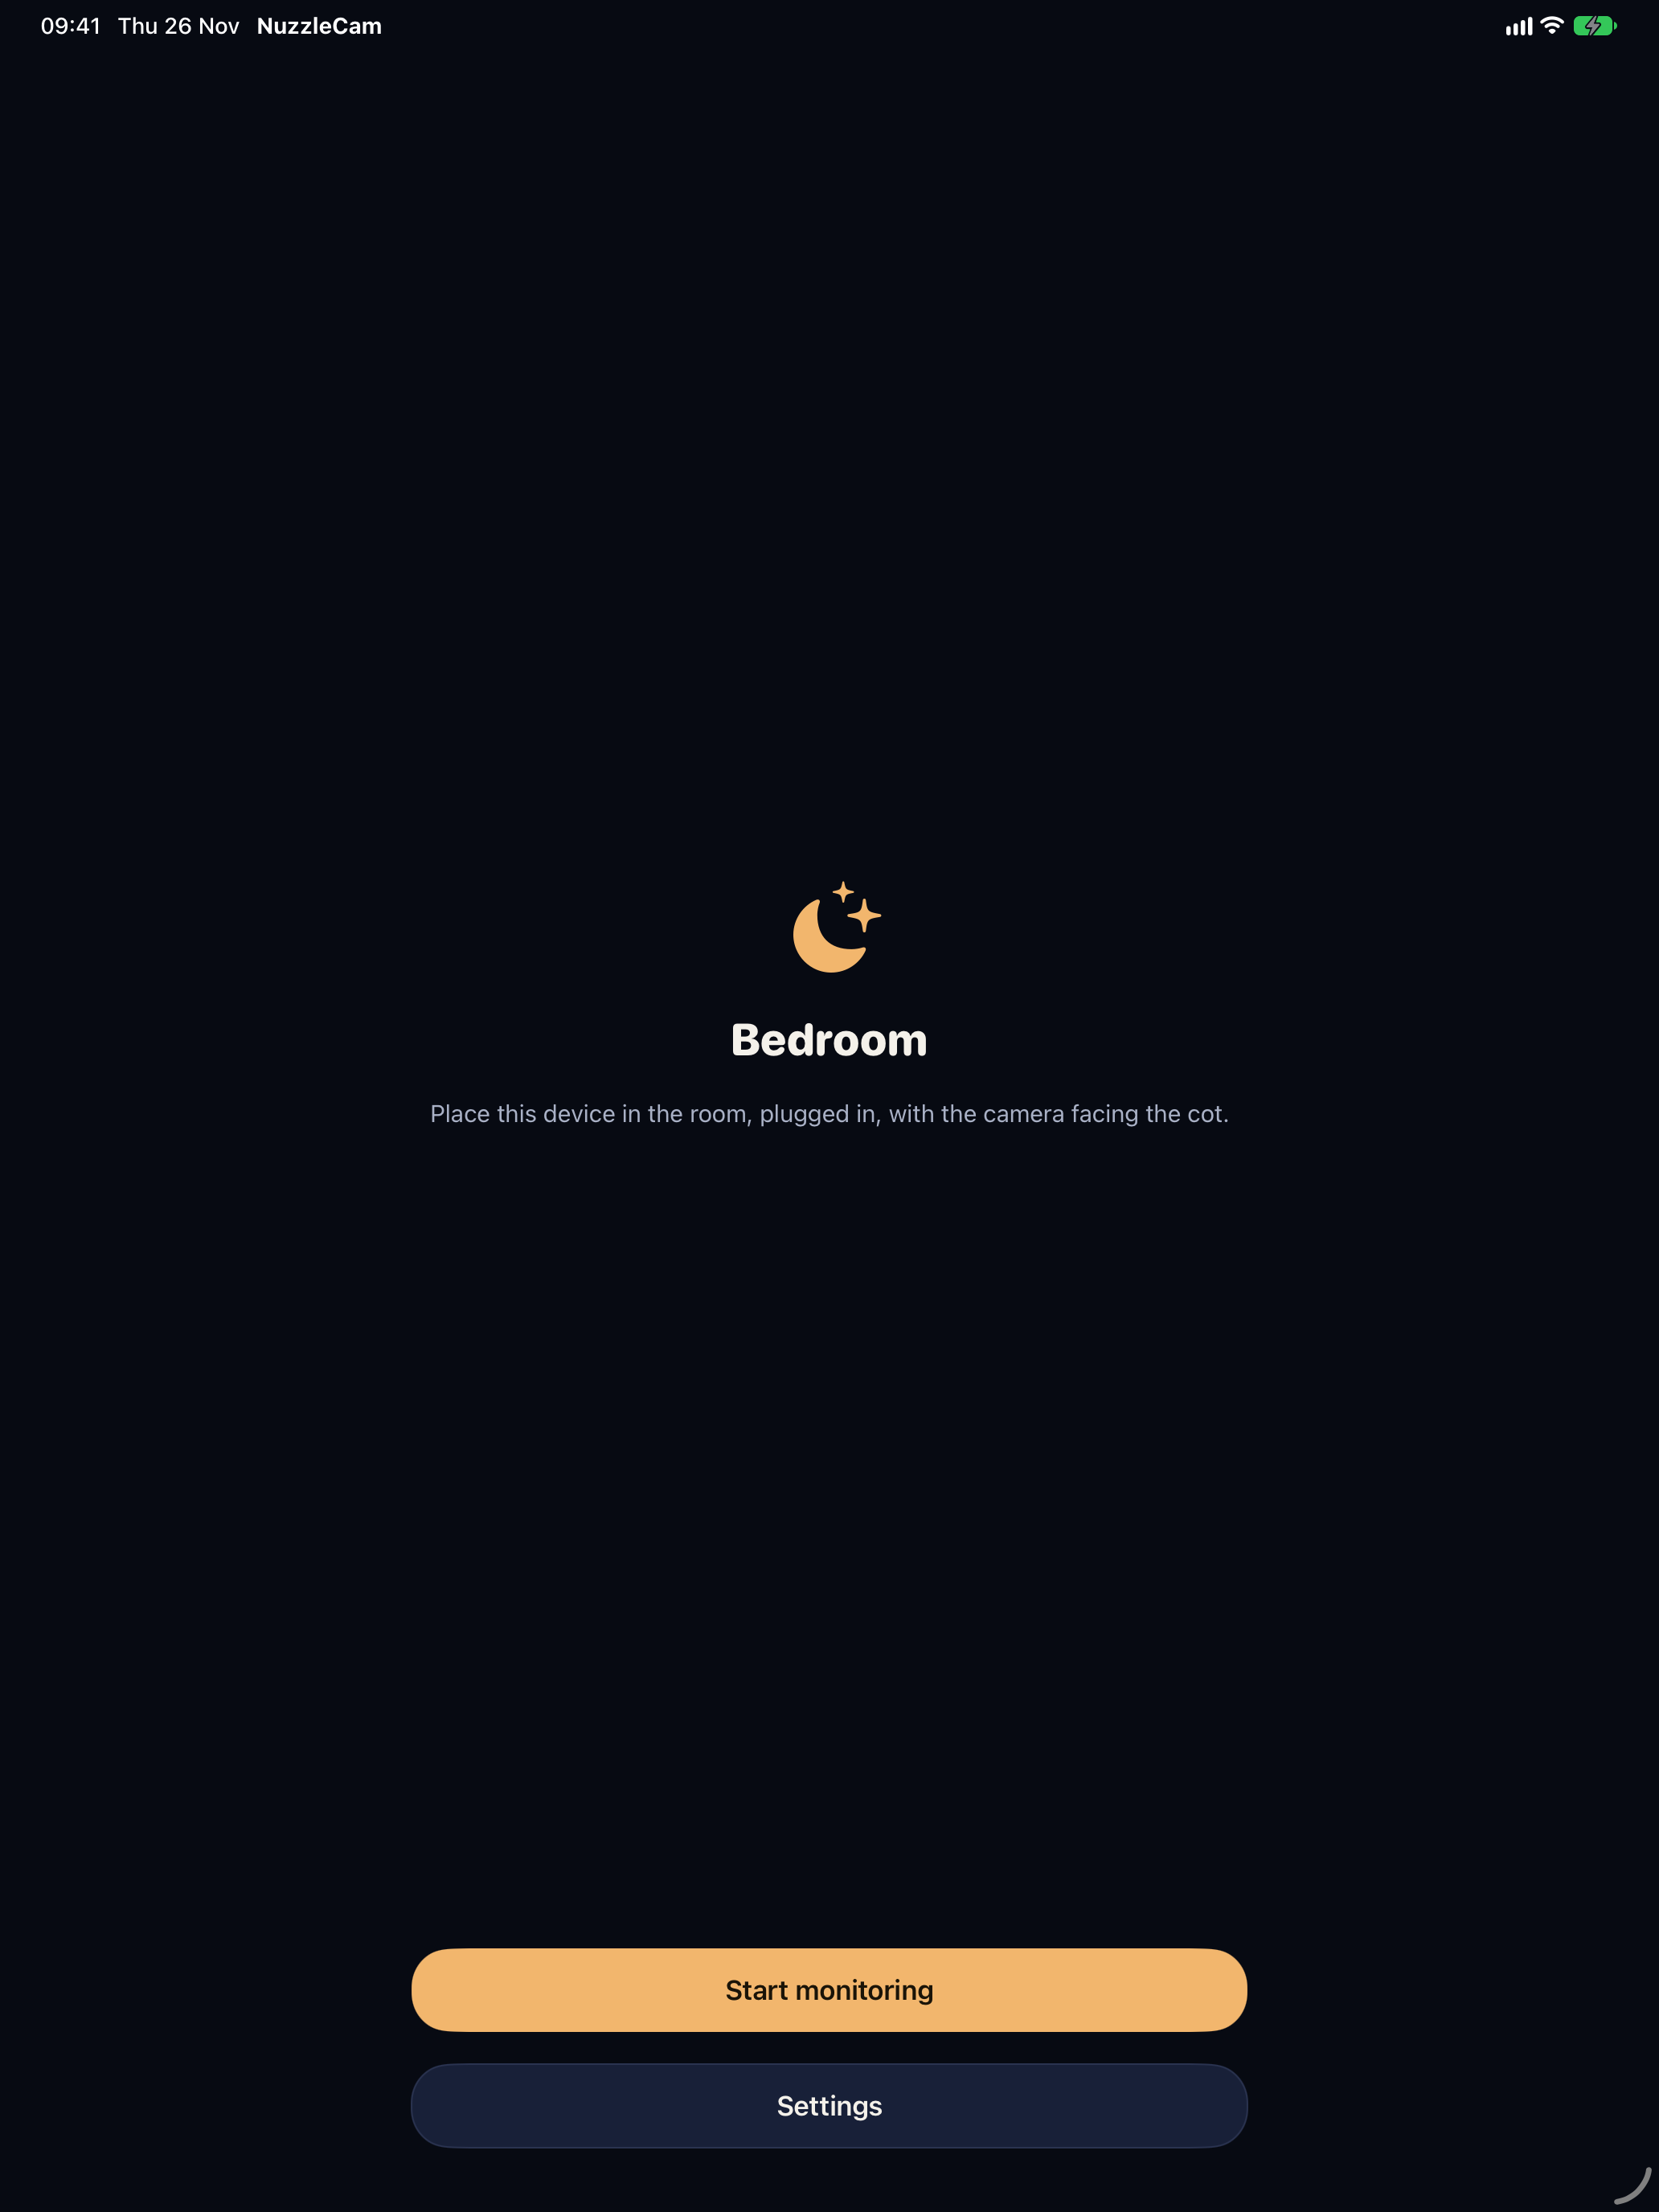 09:41 Thu 26 Nov NuzzleCam
Bedroom
Place this device in the room, plugged in, with the camera facing the cot.
Start monitoring
Settings